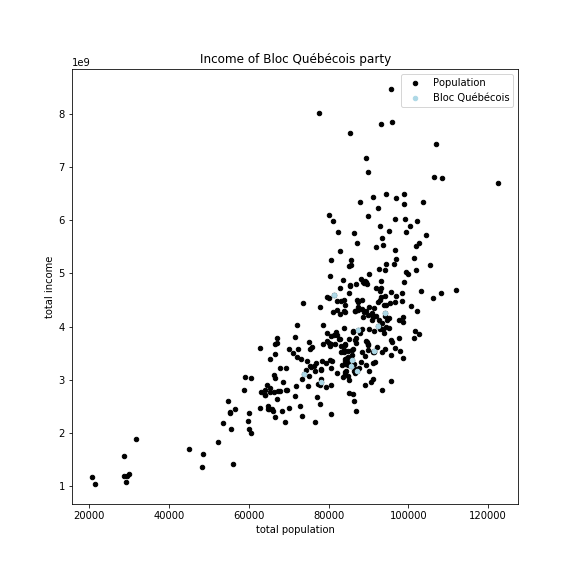 Income of Bloc Québécois party
1e9
Population
Bloc Québécois
8
7
6
5
4
3
2
1
total income
20000 40000 60000 80000 100000 120000
total population